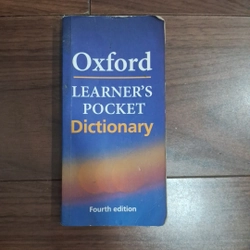 Oxford
LEARNER'S
POCKET
Dictionary
Fourth edition